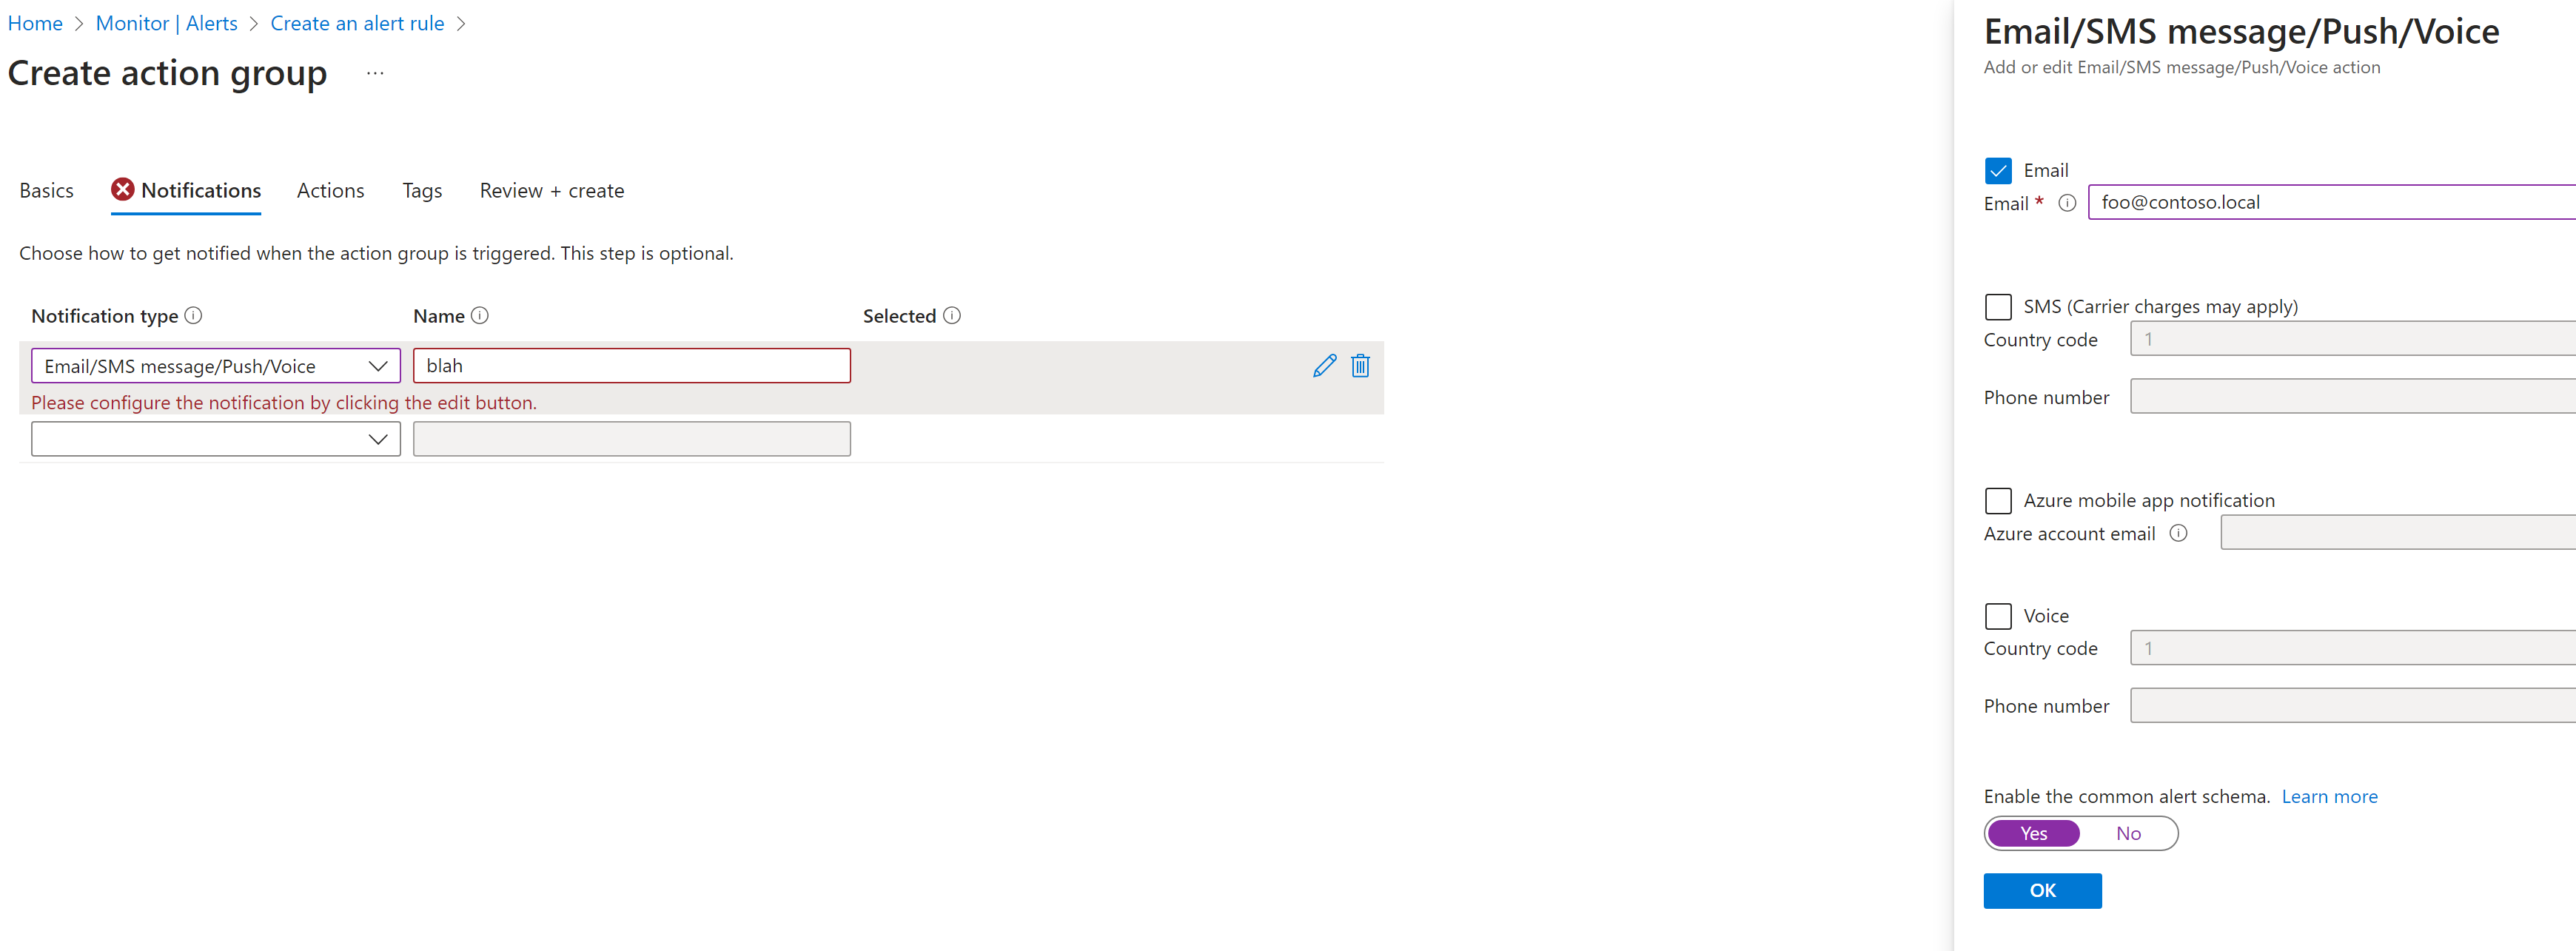 Home > Monitor | Alerts > Create an alert rule >
Create action group ...
Basics Notifications Actions Tags Review + create
Choose how to get notified when the action group is triggered. This step is optional.
Notification type Name Selected
Email/SMS message/Push/Voice blah
Please configure the notification by clicking the edit button.
Email/SMS message/Push/Voice
Add or edit Email/SMS message/Push/Voice action
Email
Email * foo@contoso.local
SMS (Carrier charges may apply)
Country code 1
Phone number
Azure mobile app notification
Azure account email
Voice
Country code 1
Phone number
Enable the common alert schema. Learn more
Yes No
OK